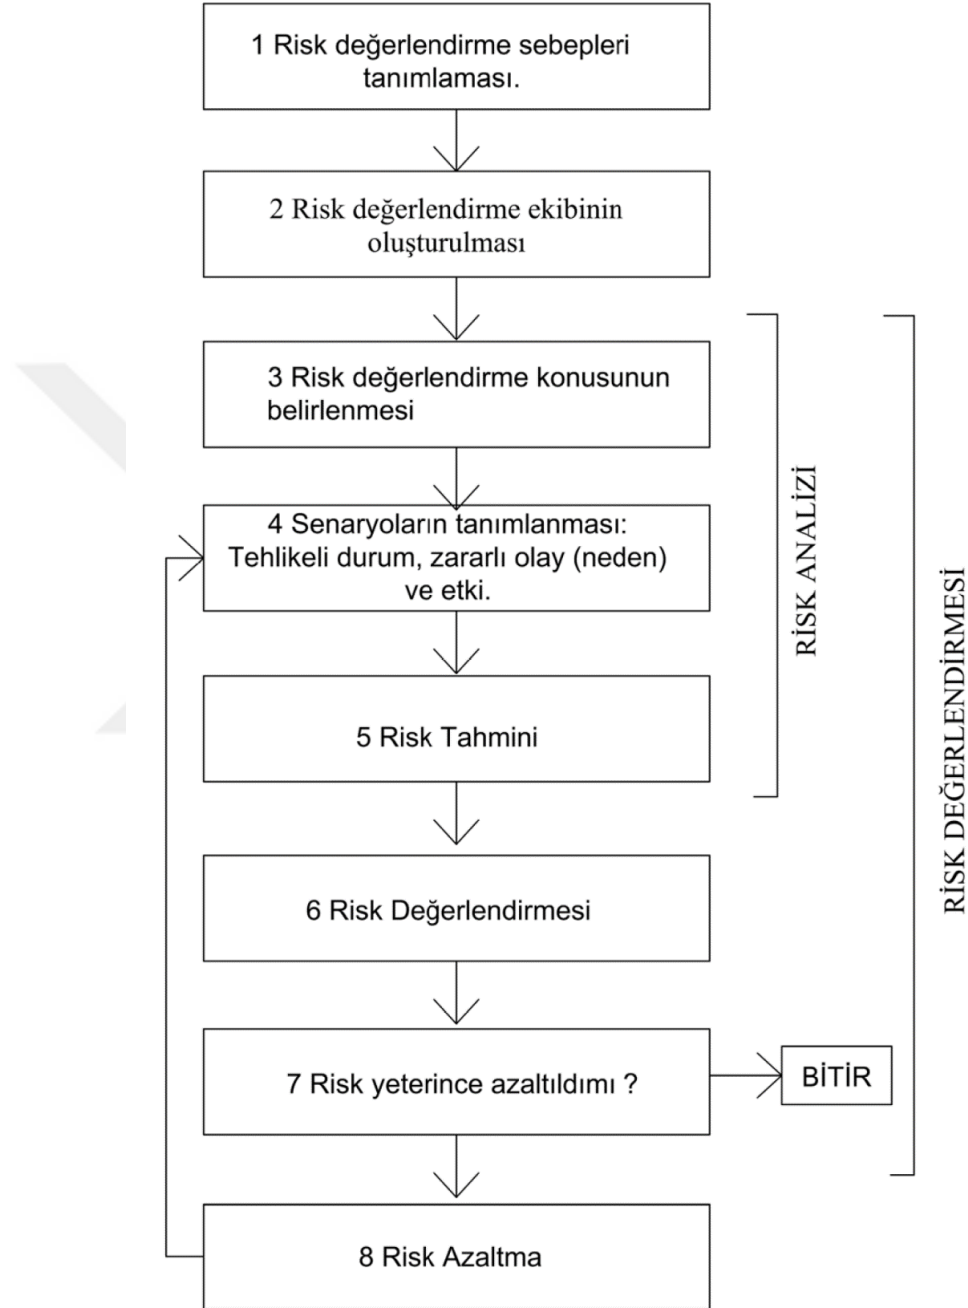 1 Risk değerlendirme sebepleri
tanımlaması.
2 Risk değerlendirme ekibinin
oluşturulması
3 Risk değerlendirme konusunun
belirlenmesi
4 Senaryoların tanımlanması:
Tehlikeli durum, zararlı olay (neden)
ve etki.
5 Risk Tahmini
6 Risk Değerlendirmesi
7 Risk yeterince azaltıldımı ?
BİTİR
8 Risk Azaltma
RİSK ANALİZİ
RİSK DEĞERLENDİRMESİ